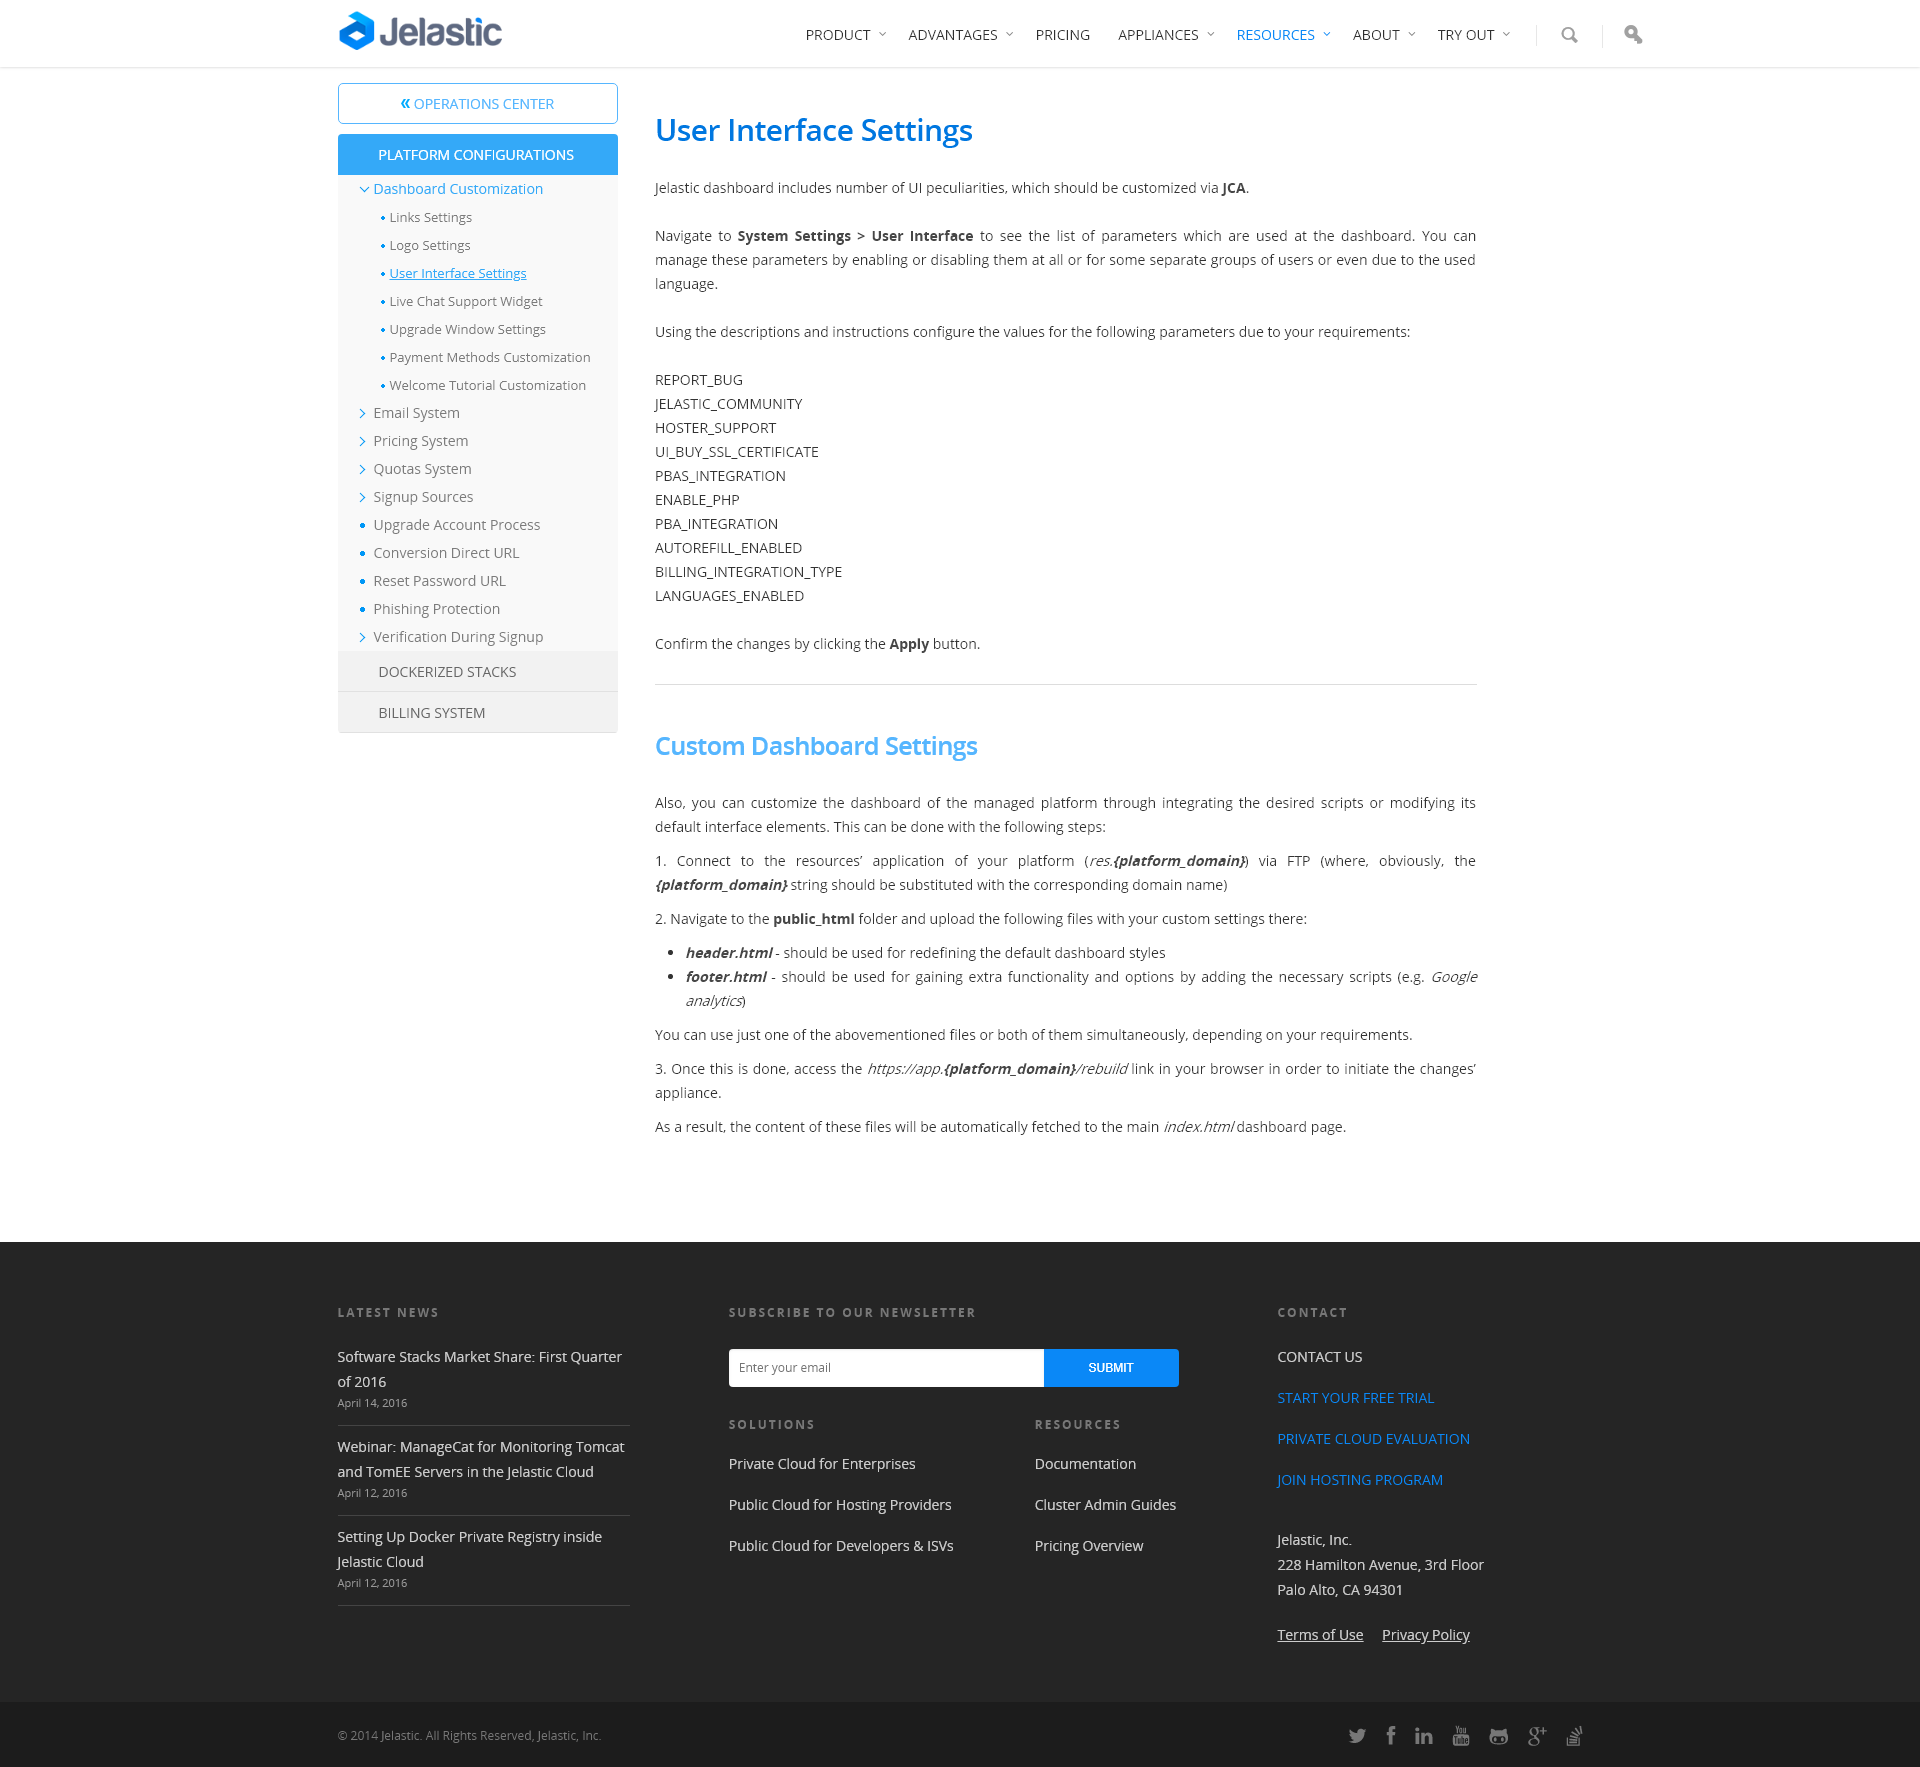 Jelastic
PRODUCT ADVANTAGES PRICING APPLIANCES RESOURCES ABOUT TRY OUT
« OPERATIONS CENTER
PLATFORM CONFIGURATIONS
Dashboard Customization
Links Settings
Logo Settings
User Interface Settings
Live Chat Support Widget
Upgrade Window Settings
Payment Methods Customization
Welcome Tutorial Customization
Email System
Pricing System
Quotas System
Signup Sources
Upgrade Account Process
Conversion Direct URL
Reset Password URL
Phishing Protection
Verification During Signup
DOCKERIZED STACKS
BILLING SYSTEM
User Interface Settings
Jelastic dashboard includes number of UI peculiarities, which should be customized via JCA.
Navigate to System Settings > User Interface to see the list of parameters which are used at the dashboard. You can
manage these parameters by enabling or disabling them at all or for some separate groups of users or even due to the used
language.
Using the descriptions and instructions configure the values for the following parameters due to your requirements:
REPORT_BUG
JELASTIC_COMMUNITY
HOSTER_SUPPORT
UI_BUY_SSL_CERTIFICATE
PBAS_INTEGRATION
ENABLE_PHP
PBA_INTEGRATION
AUTOREFILL_ENABLED
BILLING_INTEGRATION_TYPE
LANGUAGES_ENABLED
Confirm the changes by clicking the Apply button.
Custom Dashboard Settings
Also, you can customize the dashboard of the managed platform through integrating the desired scripts or modifying its
default interface elements. This can be done with the following steps:
1. Connect to the resources’ application of your platform (res.{platform_domain}) via FTP (where, obviously, the
{platform_domain} string should be substituted with the corresponding domain name)
2. Navigate to the public_html folder and upload the following files with your custom settings there:
• header.html - should be used for redefining the default dashboard styles
• footer.html - should be used for gaining extra functionality and options by adding the necessary scripts (e.g. Google
analytics)
You can use just one of the abovementioned files or both of them simultaneously, depending on your requirements.
3. Once this is done, access the https://app.{platform_domain}/rebuild link in your browser in order to initiate the changes’
appliance.
As a result, the content of these files will be automatically fetched to the main index.html dashboard page.
LATEST NEWS
Software Stacks Market Share: First Quarter
of 2016
April 14, 2016
Webinar: ManageCat for Monitoring Tomcat
and TomEE Servers in the Jelastic Cloud
April 12, 2016
Setting Up Docker Private Registry inside
Jelastic Cloud
April 12, 2016
SUBSCRIBE TO OUR NEWSLETTER
Enter your email SUBMIT
SOLUTIONS
Private Cloud for Enterprises
Public Cloud for Hosting Providers
Public Cloud for Developers & ISVs
RESOURCES
Documentation
Cluster Admin Guides
Pricing Overview
CONTACT
CONTACT US
START YOUR FREE TRIAL
PRIVATE CLOUD EVALUATION
JOIN HOSTING PROGRAM
Jelastic, Inc.
228 Hamilton Avenue, 3rd Floor
Palo Alto, CA 94301
Terms of Use Privacy Policy
© 2014 Jelastic. All Rights Reserved, Jelastic, Inc.